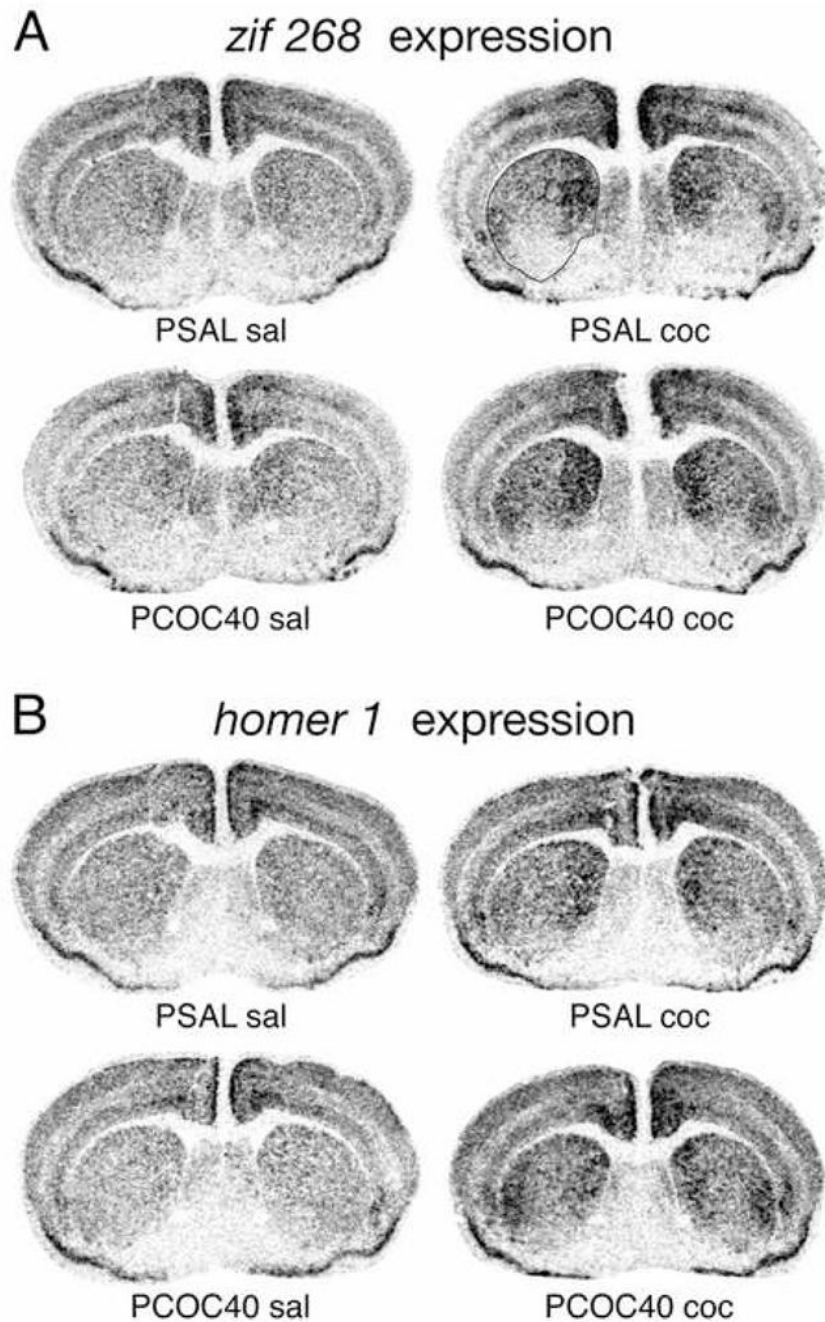 A zif 268 expression
PSAL sal PSAL coc
PCOC40 sal PCOC40 coc
B homer 1 expression
PSAL sal PSAL coc
PCOC40 sal PCOC40 coc